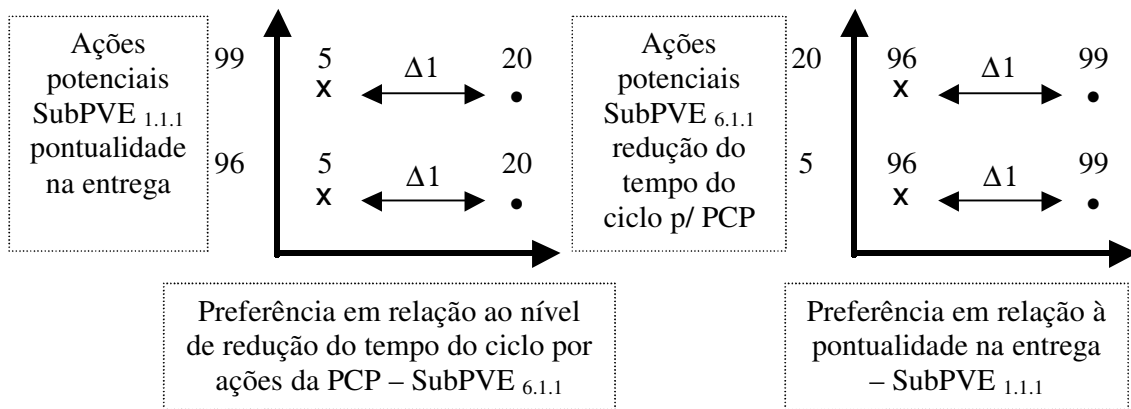 Ações
potenciais
SubPVE 1.1.1
pontualidade
na entrega
99
5
x
Δ1
20
96
5
x
Δ1
20
Preferência em relação ao nível
de redução do tempo do ciclo por
ações da PCP – SubPVE 6.1.1
Ações
potenciais
SubPVE 6.1.1
redução do
tempo do
ciclo p/ PCP
20
96
x
Δ1
99
5
96
x
Δ1
99
Preferência em relação à
pontualidade na entrega
– SubPVE 1.1.1